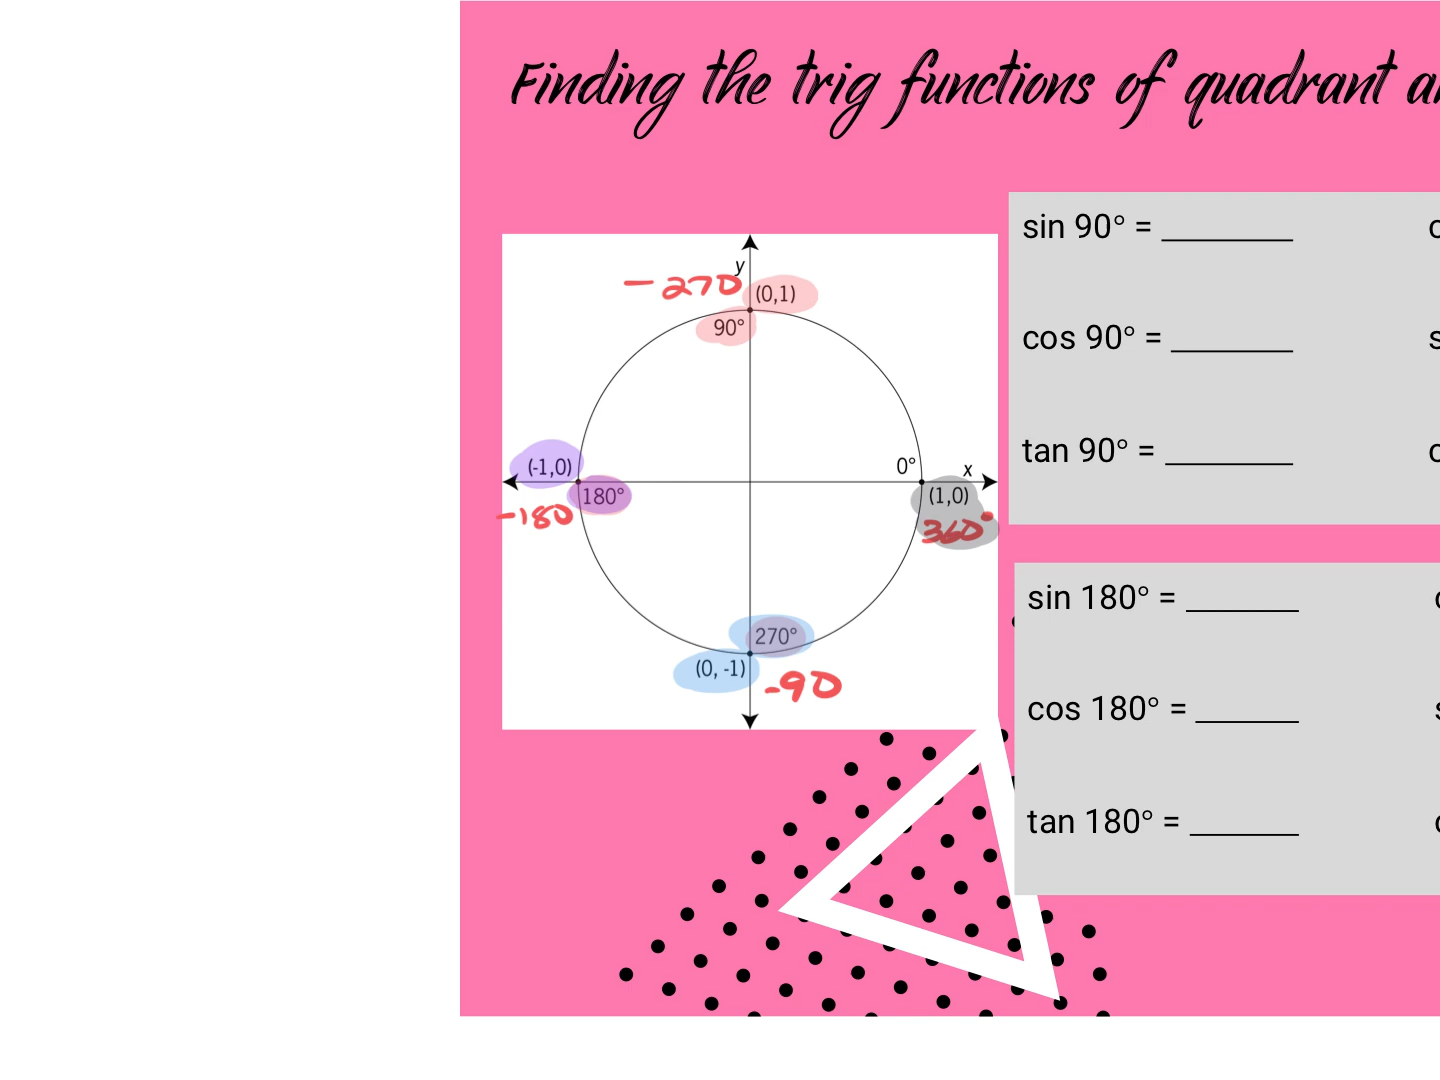 Finding the trig functions of quadrant
y
-270
(0,1)
90°
(-1,0)
180°
-180
0°
x
(1,0)
360°
270°
(0, -1)
-90
sin 90° = ________
cos 90° = ________
tan 90° = ________
sin 180° = _______
cos 180° = _______
tan 180° = _______